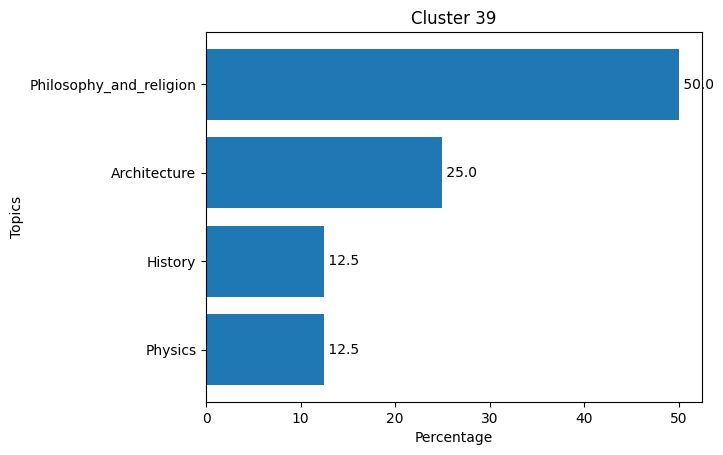 Cluster 39
Topics
Philosophy_and_religion
50.0
Architecture
25.0
History
12.5
Physics
12.5
0 10 20 30 40 50
Percentage